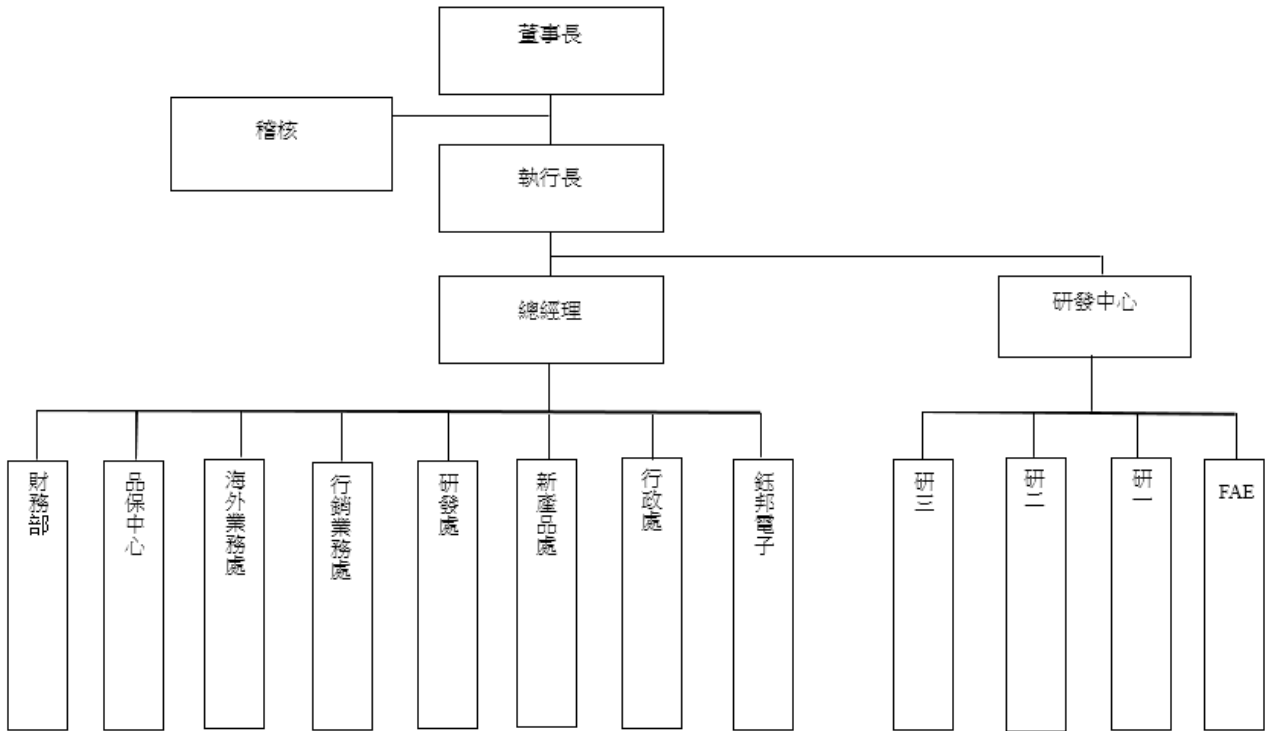 董事長
稽核
執行長
總經理
研發中心
財務部
品保中心
海外業務處
行銷業務處
研發處
新產品處
行政處
鈺邦電子
研三
研二
研一
FAE